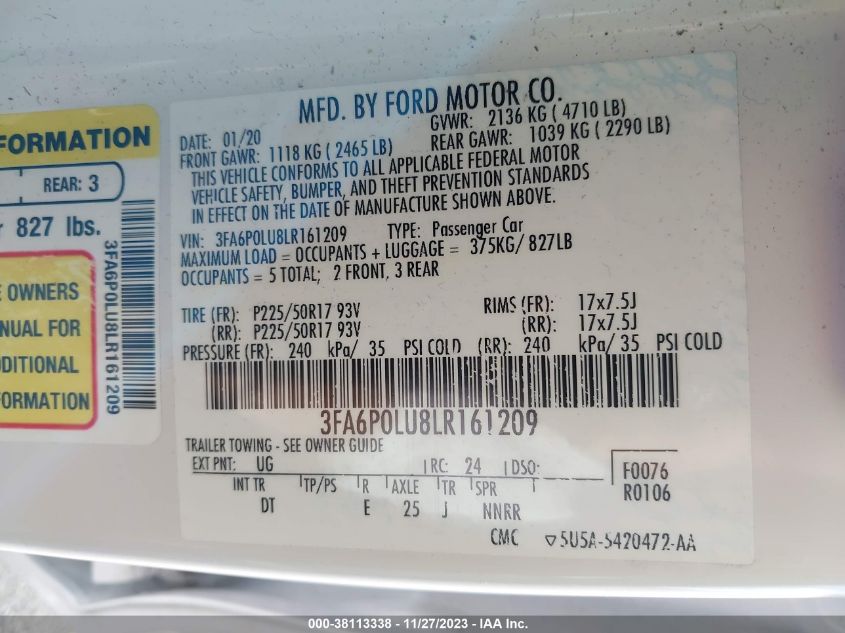 FORMATION
REAR: 3
827 lbs.
3FA6P0LU8LR161209
OWNERS
FOR
FORMATION
MFD. BY FORD MOTOR CO.
DATE: 01/20
GVWR: 2136 KG ( 4710 LB)
FRONT GAWR: 1118 KG ( 2465 LB)
REAR GAWR: 1039 KG ( 2290 LB)
THIS VEHICLE CONFORMS TO ALL APPLICABLE FEDERAL MOTOR
VEHICLE SAFETY, BUMPER, AND THEFT PREVENTION STANDARDS
IN EFFECT ON THE DATE OF MANUFACTURE SHOWN ABOVE.
VIN: 3FA6P0LU8LR161209 TYPE: Passenger Car
MAXIMUM LOAD = OCCUPANTS + LUGGAGE = 375KG/ 827LB
OCCUPANTS = 5 TOTAL; 2 FRONT, 3 REAR
TIRE (FR): P225/50R17 93V RIMS (FR): 17x7.5J
(RR): P225/50R17 93V (RR): 17x7.5J
PRESSURE (FR): 240 kPa/ 35 PSI COLD (RR): 240 kPa/ 35 PSI COLD
3FA6P0LU8LR161209
TRAILER TOWING - SEE OWNER GUIDE
EXT PNT: UG RC: 24 DSO: F0076
INT TR TP/PS R AXLE TR SPR R0106
DT E 25 J NNRR
CMC ▽5U5A-5420472-AA
000-38113338 - 11/27/2023 - IAA Inc.